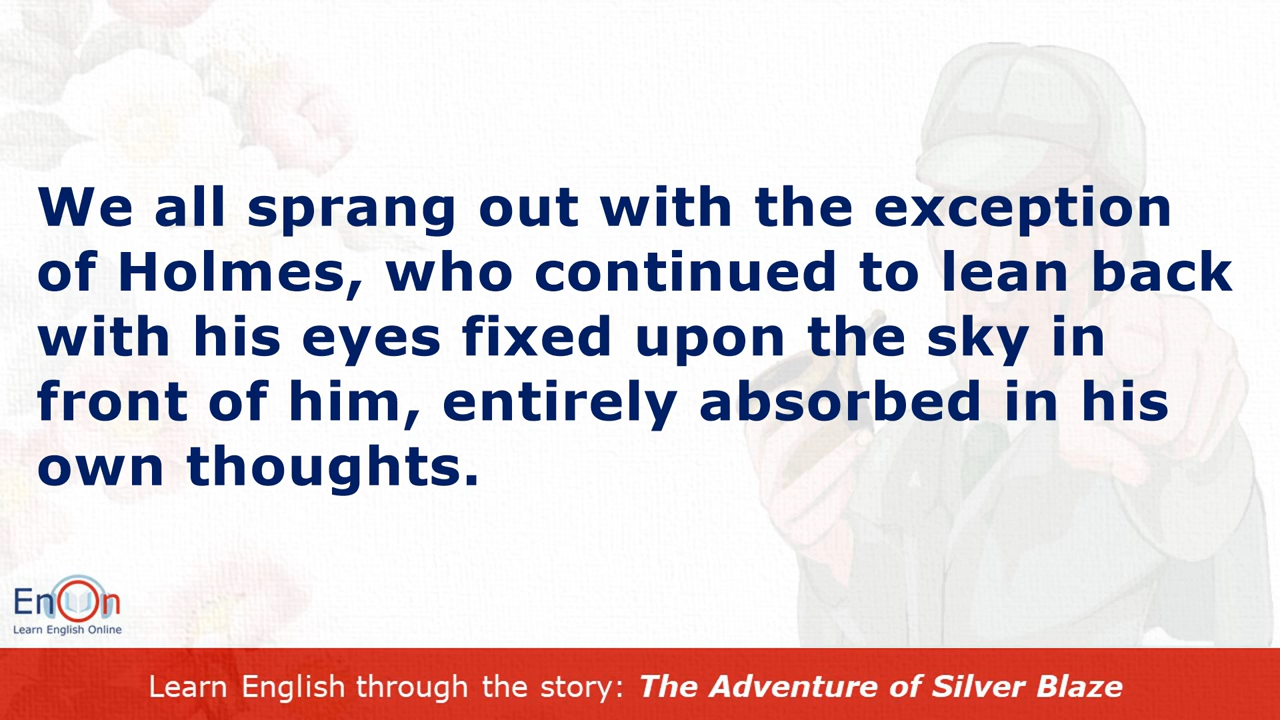 We all sprang out with the exception
of Holmes, who continued to lean back
with his eyes fixed upon the sky in
front of him, entirely absorbed in his
own thoughts.
EnOn
Learn English Online
Learn English through the story: The Adventure of Silver Blaze